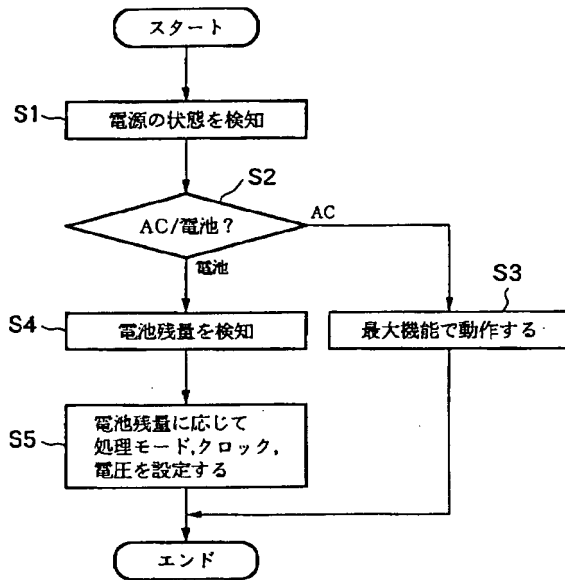 スタート
S1
電源の状態を検知
S2
AC/電池?
AC
電池
S3
最大機能で動作する
S4
電池残量を検知
S5
電池残量に応じて
処理モード,クロック,
電圧を設定する
エンド